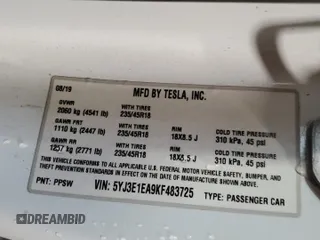 MFD BY TESLA, INC.
08/19
GVWR
2060 kg (4541 lb)
WITH TIRES
235/45R18
GAWR FRT
1110 kg (2447 lb)
WITH TIRES
235/45R18
RIM
18X8.5 J
COLD TIRE PRESSURE
310 kPa, 45 psi
GAWR RR
1257 kg (2771 lb)
WITH TIRES
235/45R18
RIM
18X8.5 J
COLD TIRE PRESSURE
310 kPa, 45 psi
THIS VEHICLE CONFORMS TO ALL APPLICABLE U.S. FEDERAL MOTOR VEHICLE SAFETY, BUMPER, AND
THEFT PREVENTION STANDARDS IN EFFECT ON THE DATE OF MANUFACTURE SHOWN ABOVE.
PNT: PPSW
VIN: 5YJ3E1EA9KF483725
TYPE: PASSENGER CAR